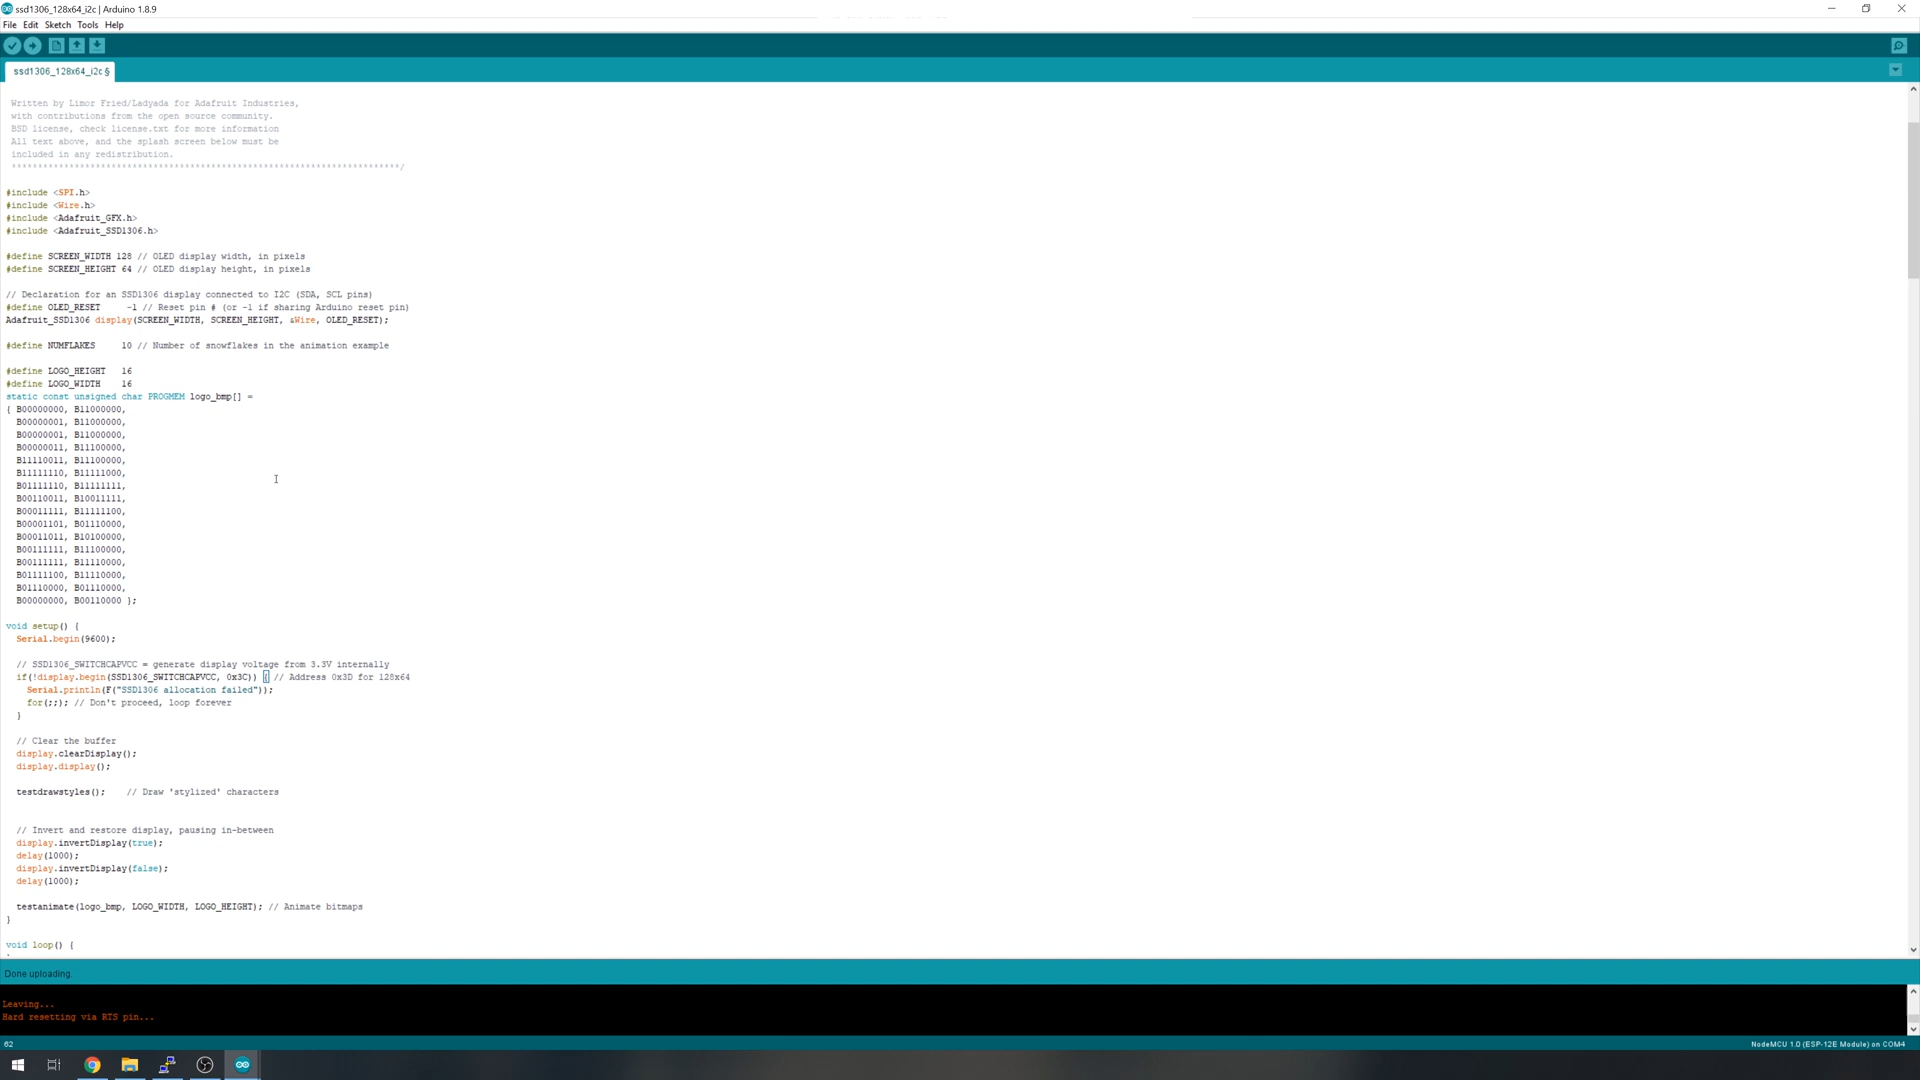 ssd1306_128x64_i2c | Arduino 1.8.9
File Edit Sketch Tools Help
ssd1306_128x64_i2c §
Written by Limor Fried/Ladyada for Adafruit Industries,
with contributions from the open source community.
BSD license, check license.txt for more information
All text above, and the splash screen below must be
included in any redistribution.
**************************************************************************/
#include <SPI.h>
#include <Wire.h>
#include <Adafruit_GFX.h>
#include <Adafruit_SSD1306.h>
#define SCREEN_WIDTH 128 // OLED display width, in pixels
#define SCREEN_HEIGHT 64 // OLED display height, in pixels
// Declaration for an SSD1306 display connected to I2C (SDA, SCL pins)
#define OLED_RESET     -1 // Reset pin # (or -1 if sharing Arduino reset pin)
Adafruit_SSD1306 display(SCREEN_WIDTH, SCREEN_HEIGHT, &Wire, OLED_RESET);
#define NUMFLAKES     10 // Number of snowflakes in the animation example
#define LOGO_HEIGHT   16
#define LOGO_WIDTH    16
static const unsigned char PROGMEM logo_bmp[] =
{ B00000000, B11000000,
B00000001, B11000000,
B00000001, B11000000,
B00000011, B11100000,
B11110011, B11100000,
B11111110, B11111000,
B01111110, B11111111,
B00110011, B10011111,
B00011111, B11111100,
B00001101, B01110000,
B00011011, B10100000,
B00111111, B11100000,
B00111111, B11110000,
B01111100, B11110000,
B01110000, B01110000,
B00000000, B00110000 };
void setup() {
Serial.begin(9600);
// SSD1306_SWITCHCAPVCC = generate display voltage from 3.3V internally
if(!display.begin(SSD1306_SWITCHCAPVCC, 0x3C)) { // Address 0x3D for 128x64
Serial.println(F("SSD1306 allocation failed"));
for(;;); // Don't proceed, loop forever
}
// Clear the buffer
display.clearDisplay();
display.display();
testdrawstyles();    // Draw 'stylized' characters
// Invert and restore display, pausing in-between
display.invertDisplay(true);
delay(1000);
display.invertDisplay(false);
delay(1000);
testanimate(logo_bmp, LOGO_WIDTH, LOGO_HEIGHT); // Animate bitmaps
}
void loop() {
Done uploading.
Leaving...
Hard resetting via RTS pin...
62
NodeMCU 1.0 (ESP-12E Module) on COM4